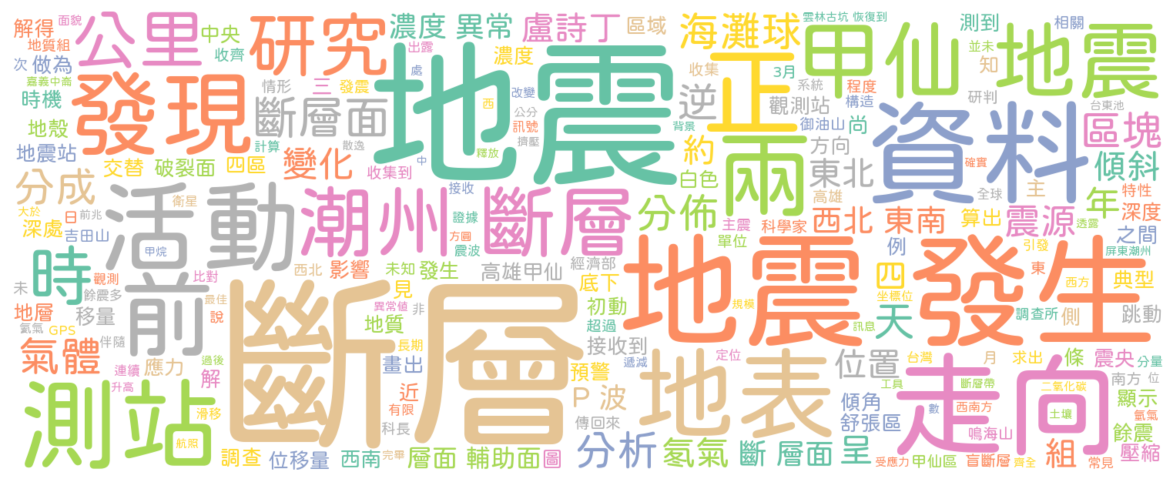 解得 面貌 公里 中央 研究 濃度 異常 盧詩丁 區域 海灘球 雲林古坑 恢復到 測到 相關
地質組 收齊 地震 出露 濃度 正 甲仙 地震 並未 知
次 做為 發現 情形 三 發震 處 收集 3月 系統 程度 研判
嘉義中崙 時機 斷層面 西 改變 公分 逆 觀測站 構造 資料 台東池
地殼 計算 散逸 訊號 背景 兩 御油山 尚 區塊
地震站 交替 破裂面 四區 變化 收集到 中 釋放 擠壓 約 方向 確實 傾斜
分成 活動 潮州 斷層 接收 白色 東北 全球 主 特性
大於 日 前兆 衛星 證據 分佈 主震 高雄 科學家 西北 東南 年 深度
深處 吉田山 甲烷 方圓 震波 單位 算出 震源 透露
時 觀測 比對 西北 影響 未知 發生 高雄甲仙 經濟部 地震 例 引發 之間 屏東潮州
未 餘震多 前 最佳 見 底下 四 發生 東 西方 典型
地層 移量 說 斷層 異常值 非 初動 規模 坐標位 天 調查所 側 跳動
氦氣 GPS 伴隨 地質 超過 訊息
氣體 應力 過後 長期 畫出 接收到 遞減 地表 定位 位置 台灣 月 求出 條 震央 分量
連續 解 近 預警 工具 斷層帶 走向 南方 位
測站 升高 滑移 有限 P波 傾角 數 西南方 二氧化碳 顯示
航照 科長 傳回來 舒張區 鳴海山 土壤 氫氣 餘震
調查 位移量 西南 完畢 層面 輔助面 圖 分析 氡氣 斷 層面 呈 受應力 甲仙區 盲斷層 齊全 組 常見 壓縮